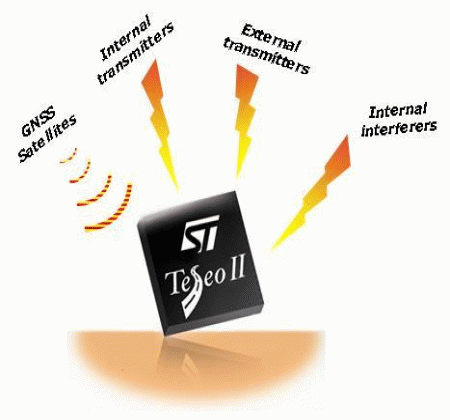 Internal
transmitters
External
transmitters
GNSS
Satellites
Internal
interferers
ST
Teseo II